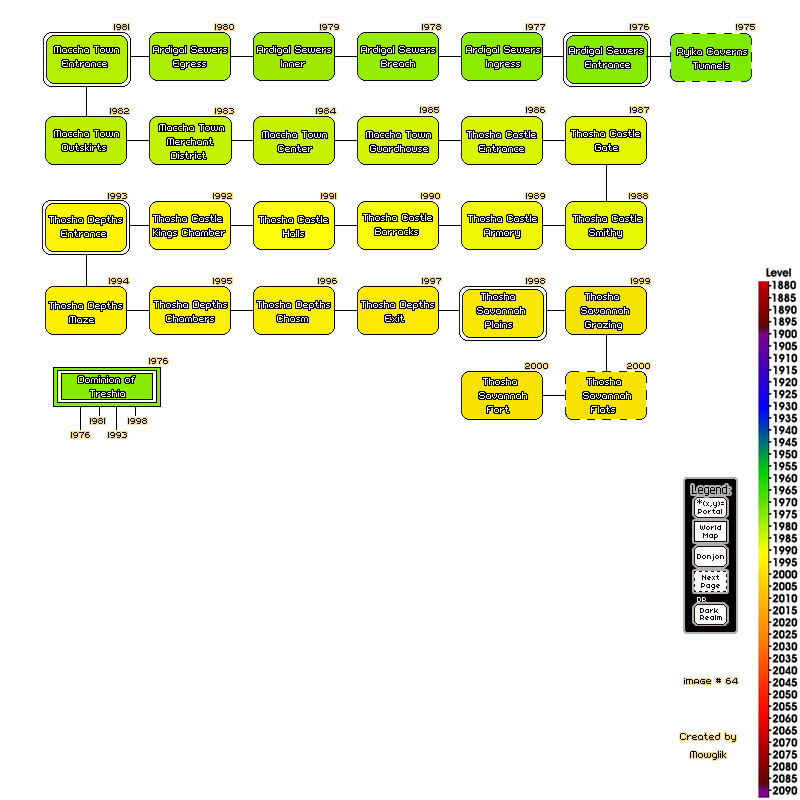 1981 1980 1979 1978 1977 1976 1975
Maccha Town Entrance
Ardigal Sewers Egress
Ardigal Sewers Inner
Ardigal Sewers Breach
Ardigal Sewers Ingress
Ardigal Sewers Entrance
Ryika Caverns Tunnels
1982 1983 1984 1985 1986 1987
Maccha Town Outskirts
Maccha Town Merchant District
Maccha Town Center
Maccha Town Guardhouse
Thosha Castle Entrance
Thosha Castle Gate
1993 1992 1991 1990 1989 1988
Thosha Depths Entrance
Thosha Castle Kings Chamber
Thosha Castle Halls
Thosha Castle Barracks
Thosha Castle Armory
Thosha Castle Smithy
1994 1995 1996 1997 1998 1999
Thosha Depths Maze
Thosha Depths Chambers
Thosha Depths Chasm
Thosha Depths Exit
Thosha Savannah Plains
Thosha Savannah Grazing
1976
Dominion of Treshia
1981 1998
1976 1993
2000 2000
Thosha Savannah Fort
Thosha Savannah Flats
Level
1880
1885
1890
1895
1900
1905
1910
1915
1920
1925
1930
1935
1940
1945
1950
1955
1960
1965
1970
1975
1980
1985
1990
1995
2000
2005
2010
2015
2020
2025
2030
2035
2040
2045
2050
2055
2060
2065
2070
2075
2080
2085
2090
Legend:
*(x,y)=
Portal
World
Map
Donjon
Next
Page
DR
Dark
Realm
image # 64
Created by
Mowglik